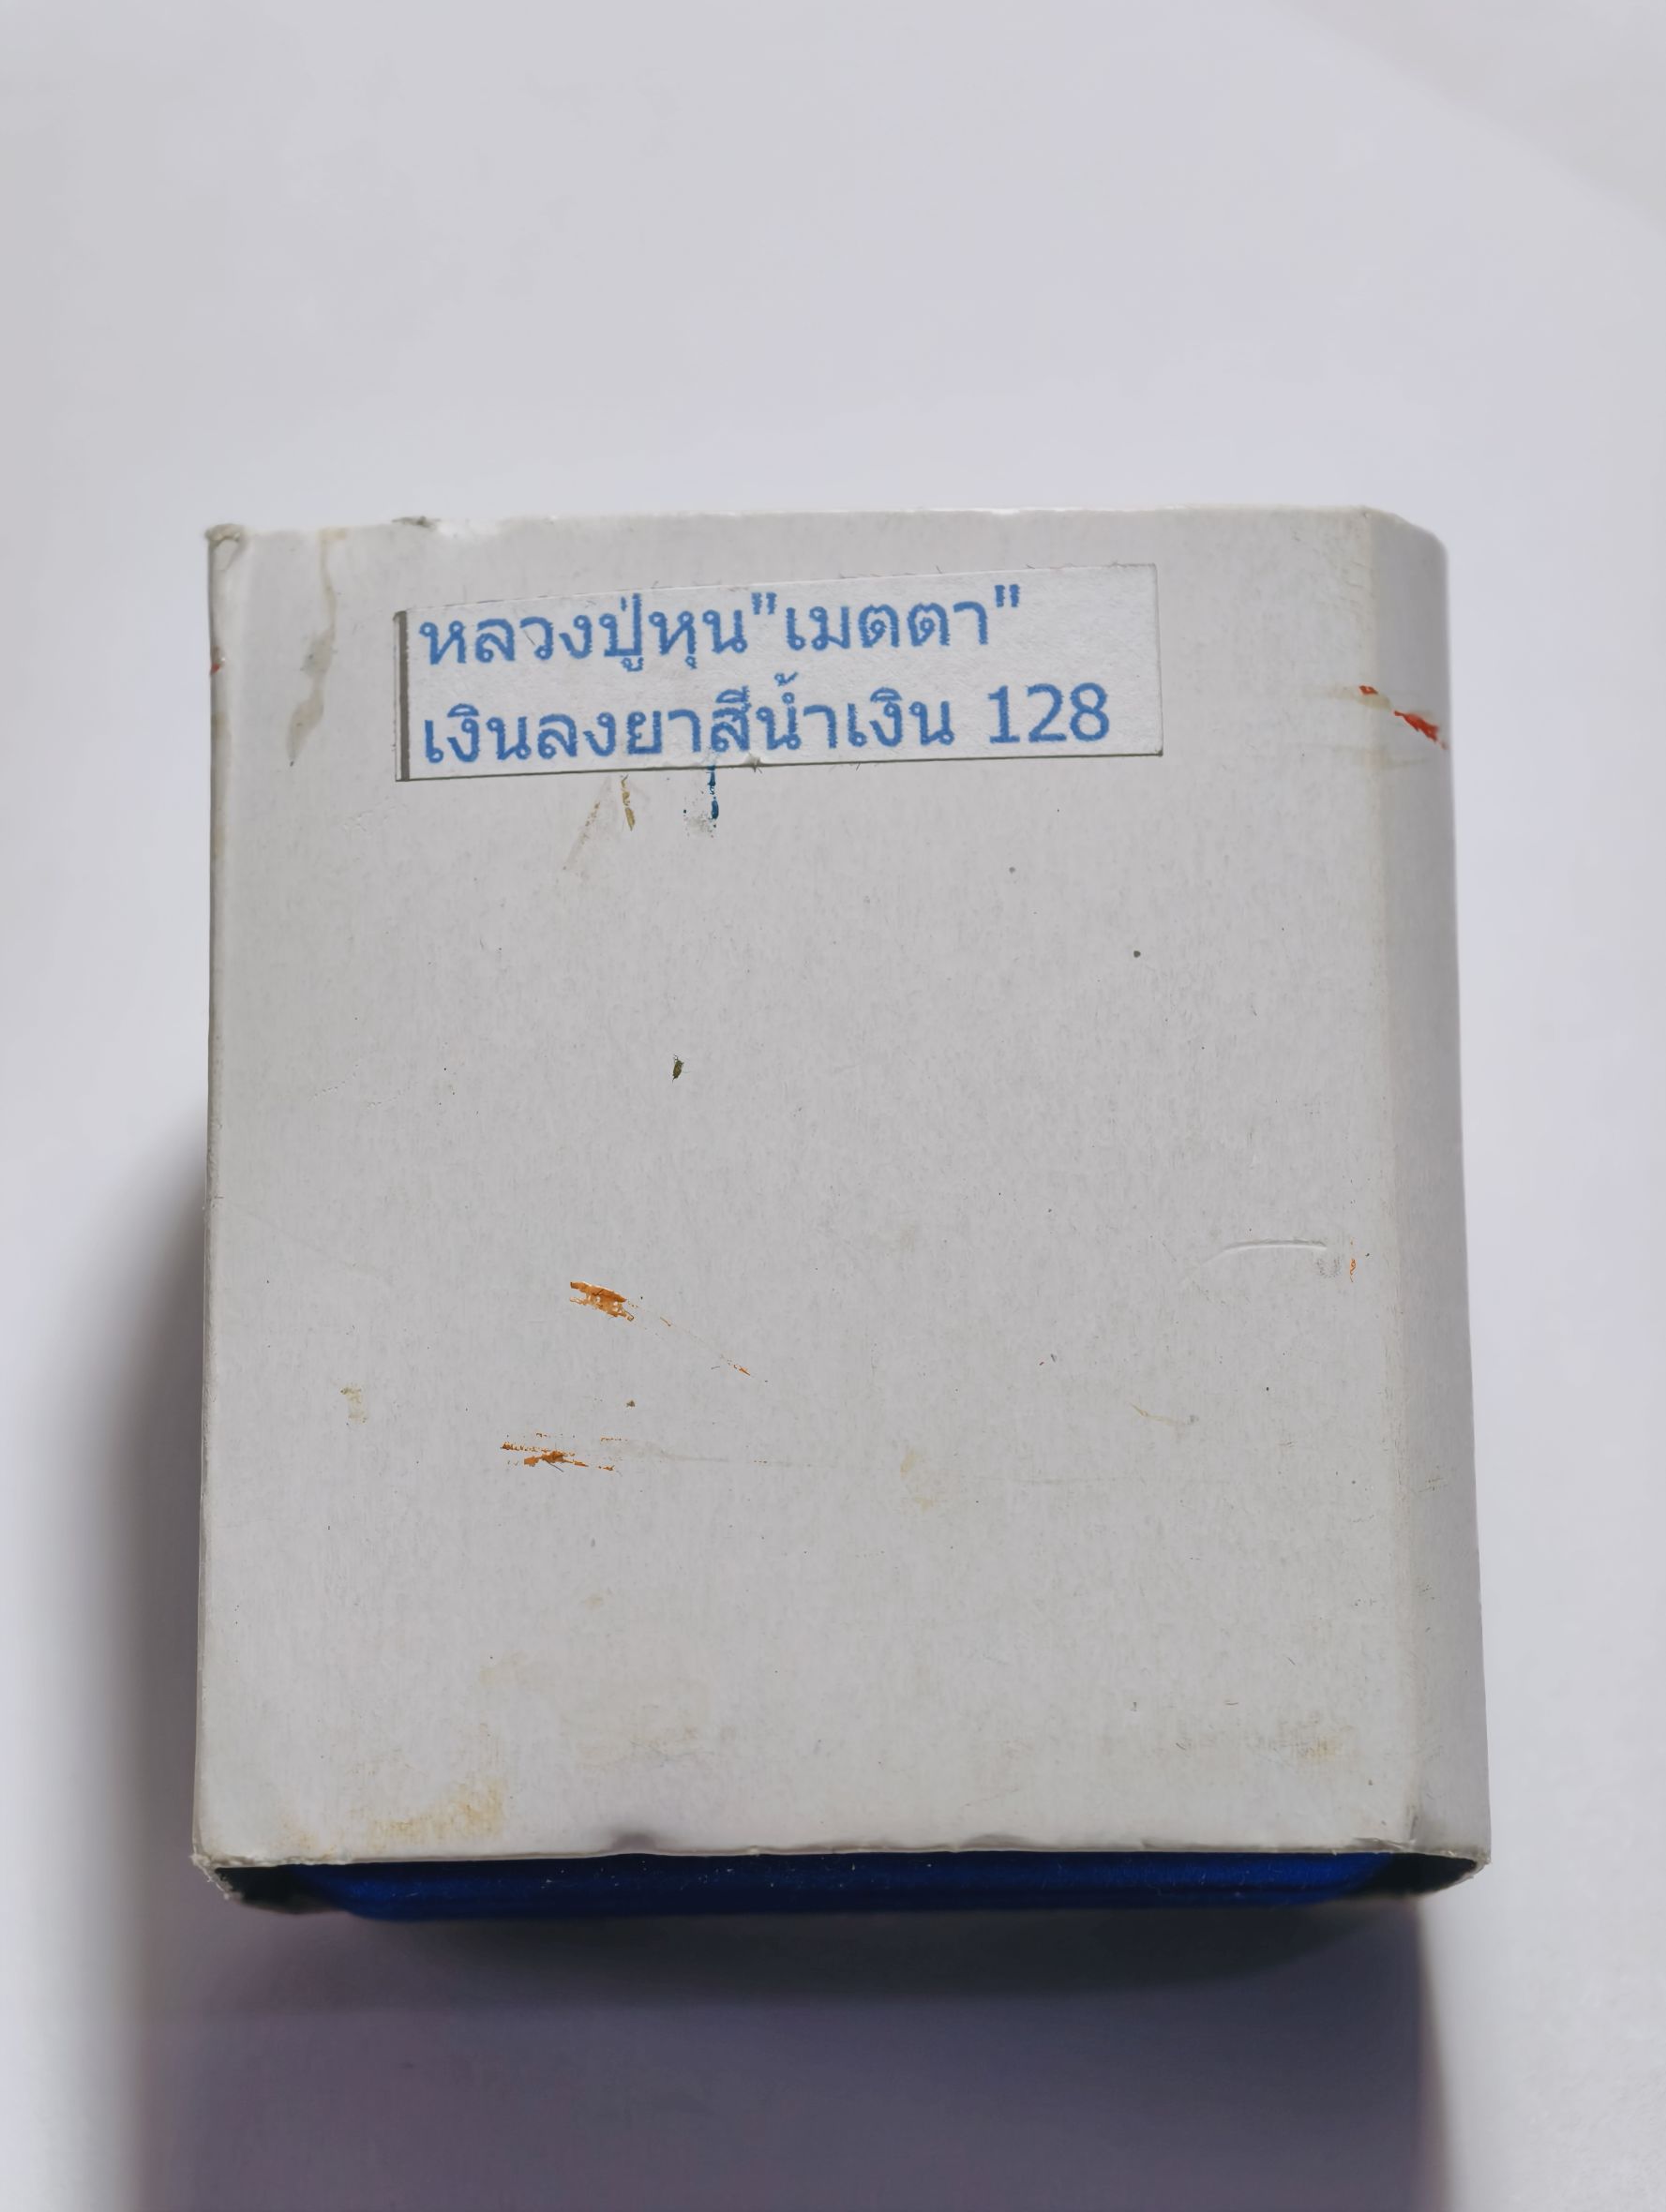 หลวงปู่หุน"เมตตา"
เงินลงยาสีน้ำเงิน 128